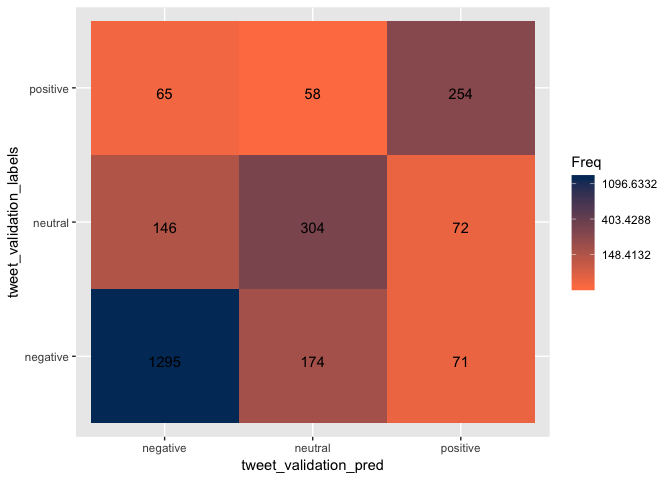 positive
65
58
254
Freq
1096.6332
403.4288
148.4132
tweet_validation_labels
neutral
146
304
72
negative
1295
174
71
negative
neutral
positive
tweet_validation_pred